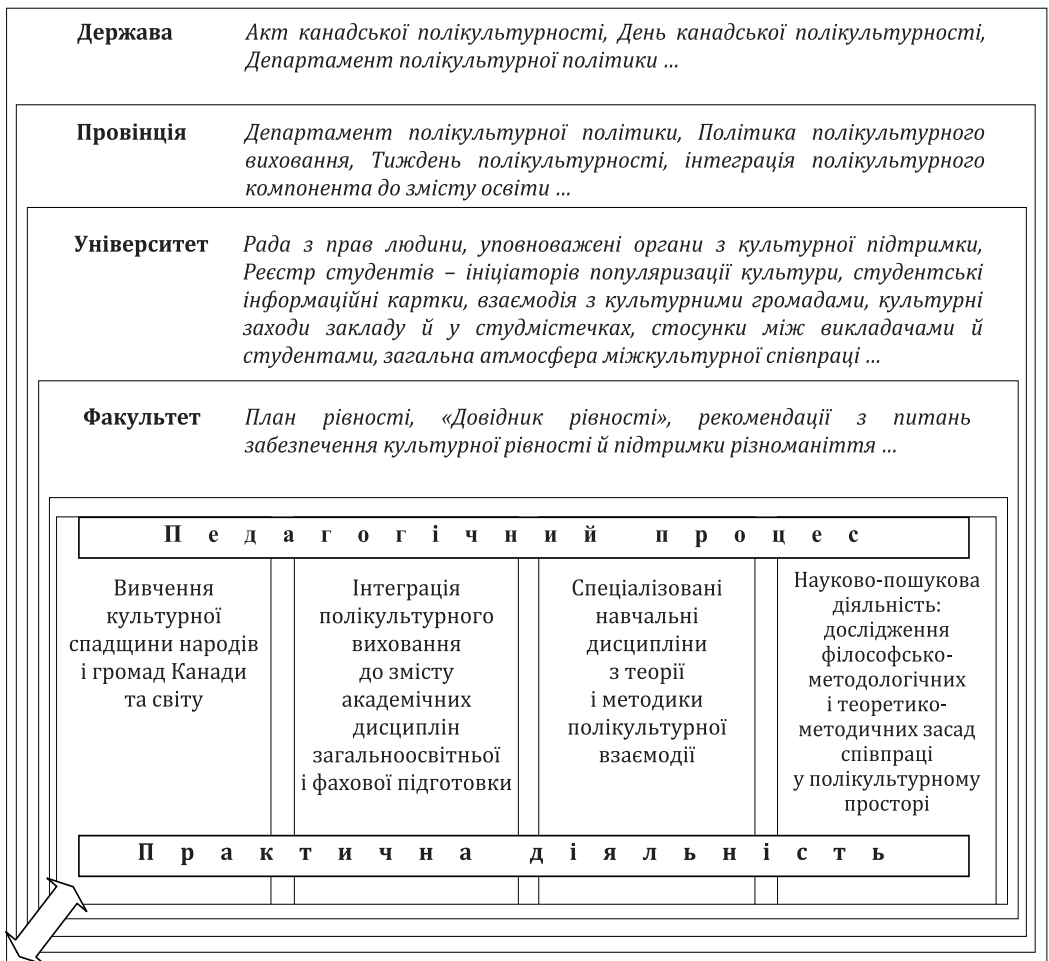 Держава Акт канадської полікультурності, День канадської полікультурності,
Департамент полікультурної політики ...
Провінція Департамент полікультурної політики, Політика полікультурного
виховання, Тиждень полікультурності, інтеграція полікультурного
компонента до змісту освіти ...
Університет Рада з прав людини, уповноважені органи з культурної підтримки,
Реєстр студентів – ініціаторів популяризації культури, студентські
інформаційні картки, взаємодія з культурними громадами, культурні
заходи закладу й у студмістечках, стосунки між викладачами й
студентами, загальна атмосфера міжкультурної співпраці ...
Факультет План рівності, «Довідник рівності», рекомендації з питань
забезпечення культурної рівності й підтримки різноманіття ...
Педагогічний процес
Вивчення
культурної
спадщини народів
і громад Канади
та світу
Інтеграція
полікультурного
виховання
до змісту
академічних
дисциплін
загальноосвітньої
і фахової підготовки
Спеціалізовані
навчальні
дисципліни
з теорії
і методики
полікультурної
взаємодії
Науково-пошукова
діяльність:
дослідження
філософсько-
методологічних
і теоретико-
методичних засад
співпраці
у полікультурному
просторі
Практична діяльність